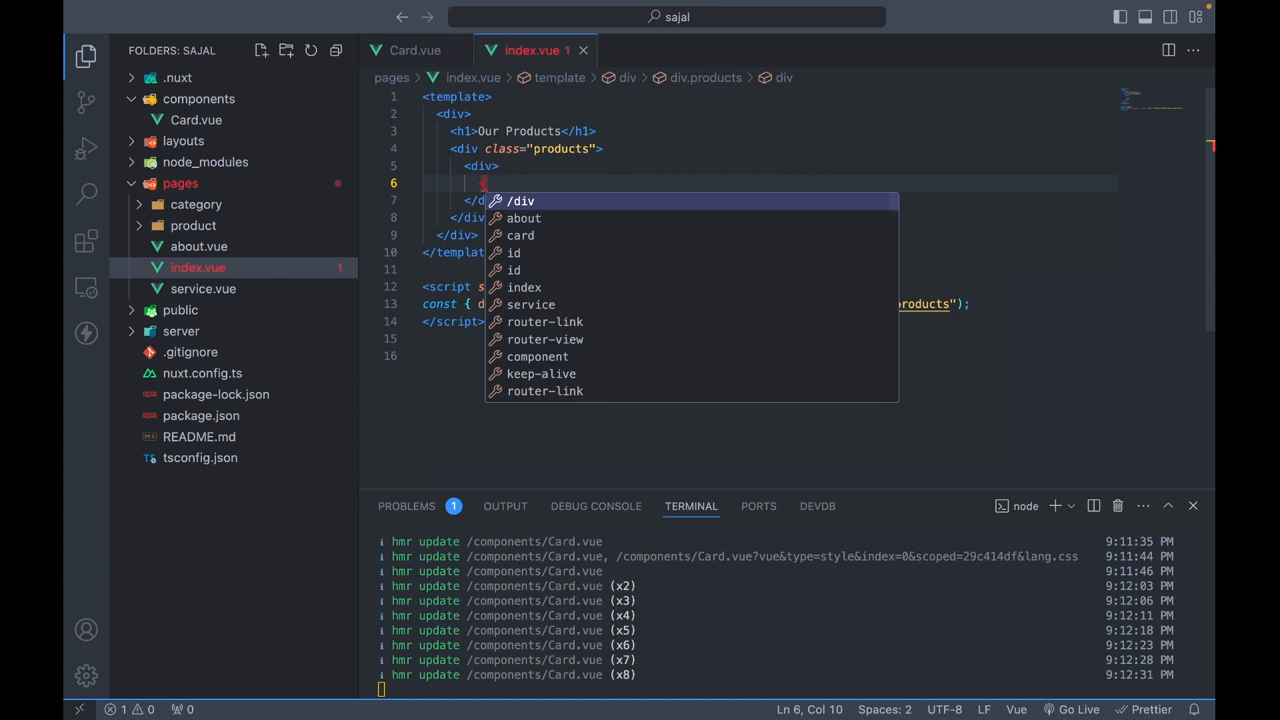 sajal
FOLDERS: SAJAL
.nuxt
components
Card.vue
layouts
node_modules
pages
category
product
about.vue
index.vue 1
service.vue
public
server
.gitignore
nuxt.config.ts
package-lock.json
package.json
README.md
TS tsconfig.json
Card.vue
index.vue 1
pages > index.vue > template > div > div.products > div
1 <template>
2 <div>
3 <h1>Our Products</h1>
4 <div class="products">
5 <div>
6 <
7 </d
8 </div
9 </div>
10 </templat
11
12 <script s
13 const { d products");
14 </script>
15
16
/div
about
card
id
id
index
service
router-link
router-view
component
keep-alive
router-link
PROBLEMS 1 OUTPUT DEBUG CONSOLE TERMINAL PORTS DEVDB
node
i hmr update /components/Card.vue 9:11:35 PM
i hmr update /components/Card.vue, /components/Card.vue?vue&type=style&index=0&scoped=29c414df&lang.css 9:11:44 PM
i hmr update /components/Card.vue 9:11:46 PM
i hmr update /components/Card.vue (x2) 9:12:03 PM
i hmr update /components/Card.vue (x3) 9:12:06 PM
i hmr update /components/Card.vue (x4) 9:12:11 PM
i hmr update /components/Card.vue (x5) 9:12:18 PM
i hmr update /components/Card.vue (x6) 9:12:23 PM
i hmr update /components/Card.vue (x7) 9:12:28 PM
i hmr update /components/Card.vue (x8) 9:12:31 PM
1 0 0 Ln 6, Col 10 Spaces: 2 UTF-8 LF Vue Go Live Prettier